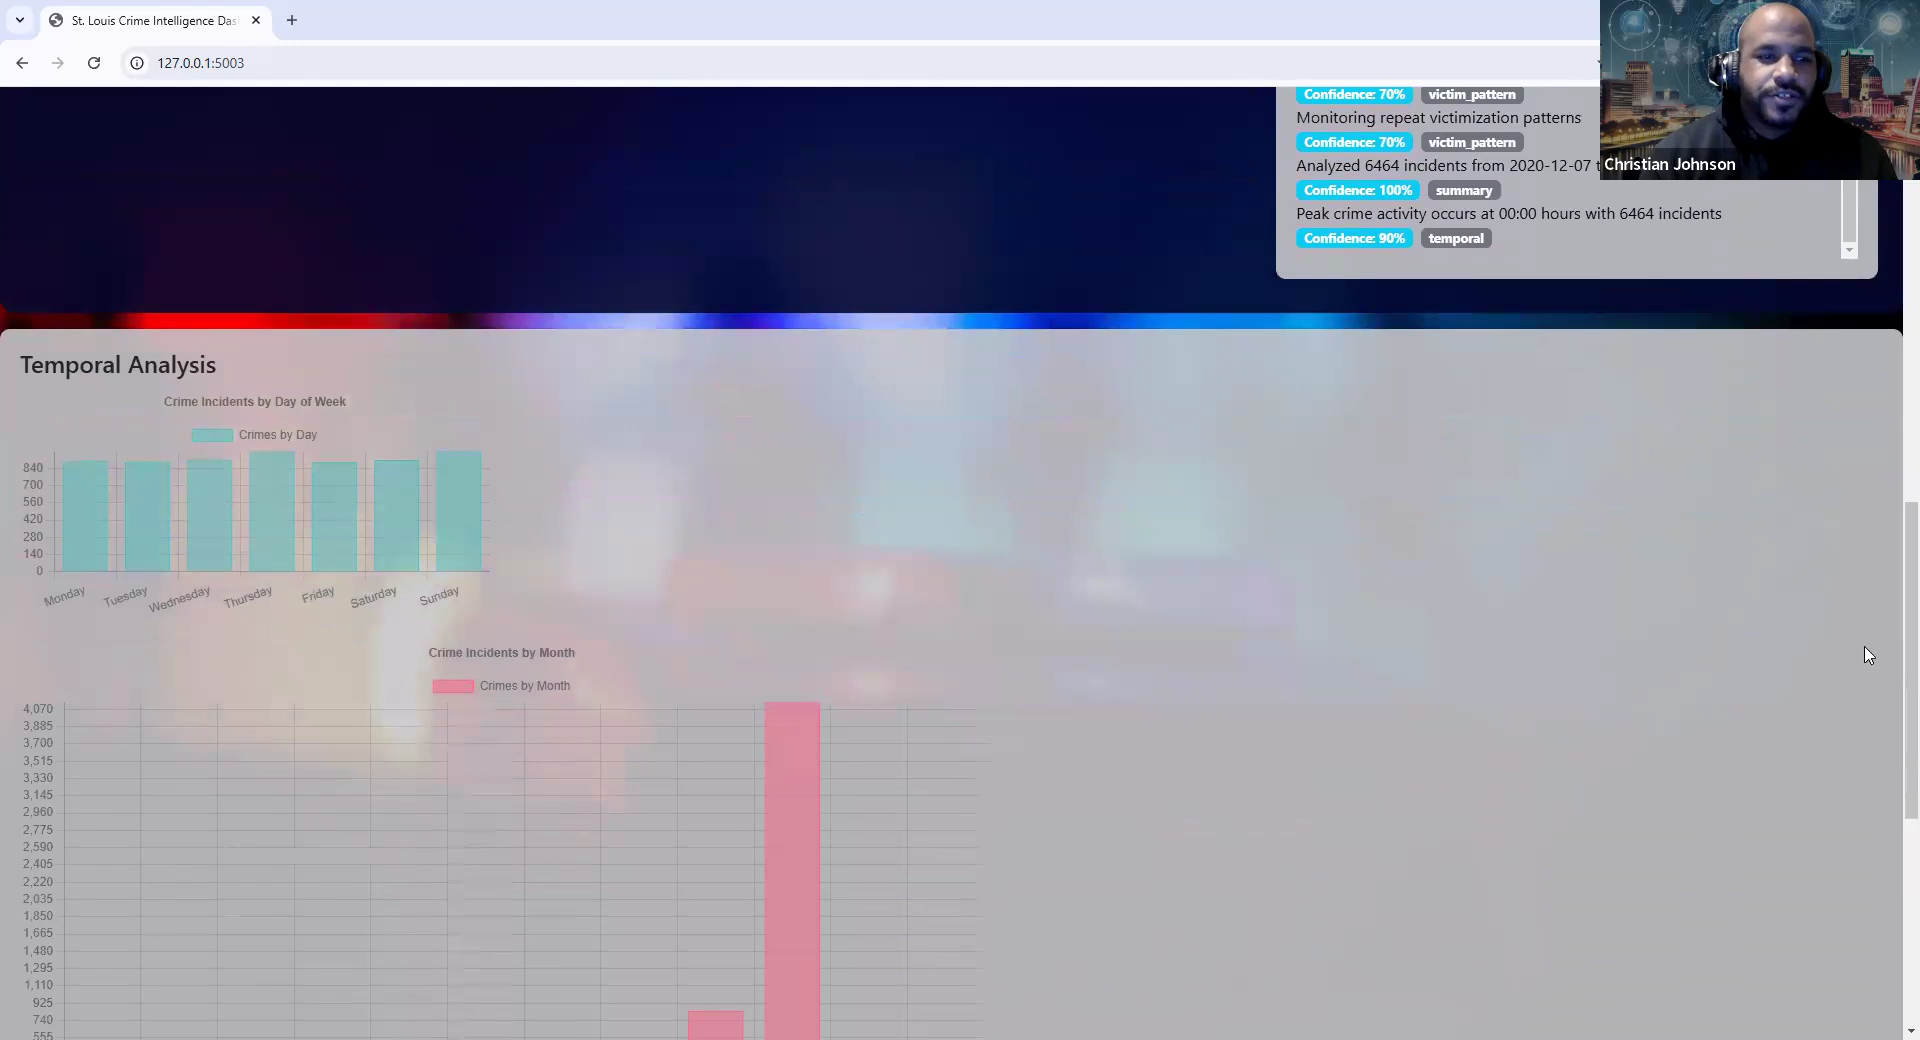 St. Louis Crime Intelligence Das
127.0.0.1:5003
Christian Johnson
Confidence: 70% victim_pattern
Monitoring repeat victimization patterns
Confidence: 70% victim_pattern
Analyzed 6464 incidents from 2020-12-07 t
Confidence: 100% summary
Peak crime activity occurs at 00:00 hours with 6464 incidents
Confidence: 90% temporal
Temporal Analysis
Crime Incidents by Day of Week
Crimes by Day
840
700
560
420
280
140
0
Monday Tuesday Wednesday Thursday Friday Saturday Sunday
Crime Incidents by Month
Crimes by Month
4,070
3,885
3,700
3,515
3,330
3,145
2,960
2,775
2,590
2,405
2,220
2,035
1,850
1,665
1,480
1,295
1,110
925
740
555